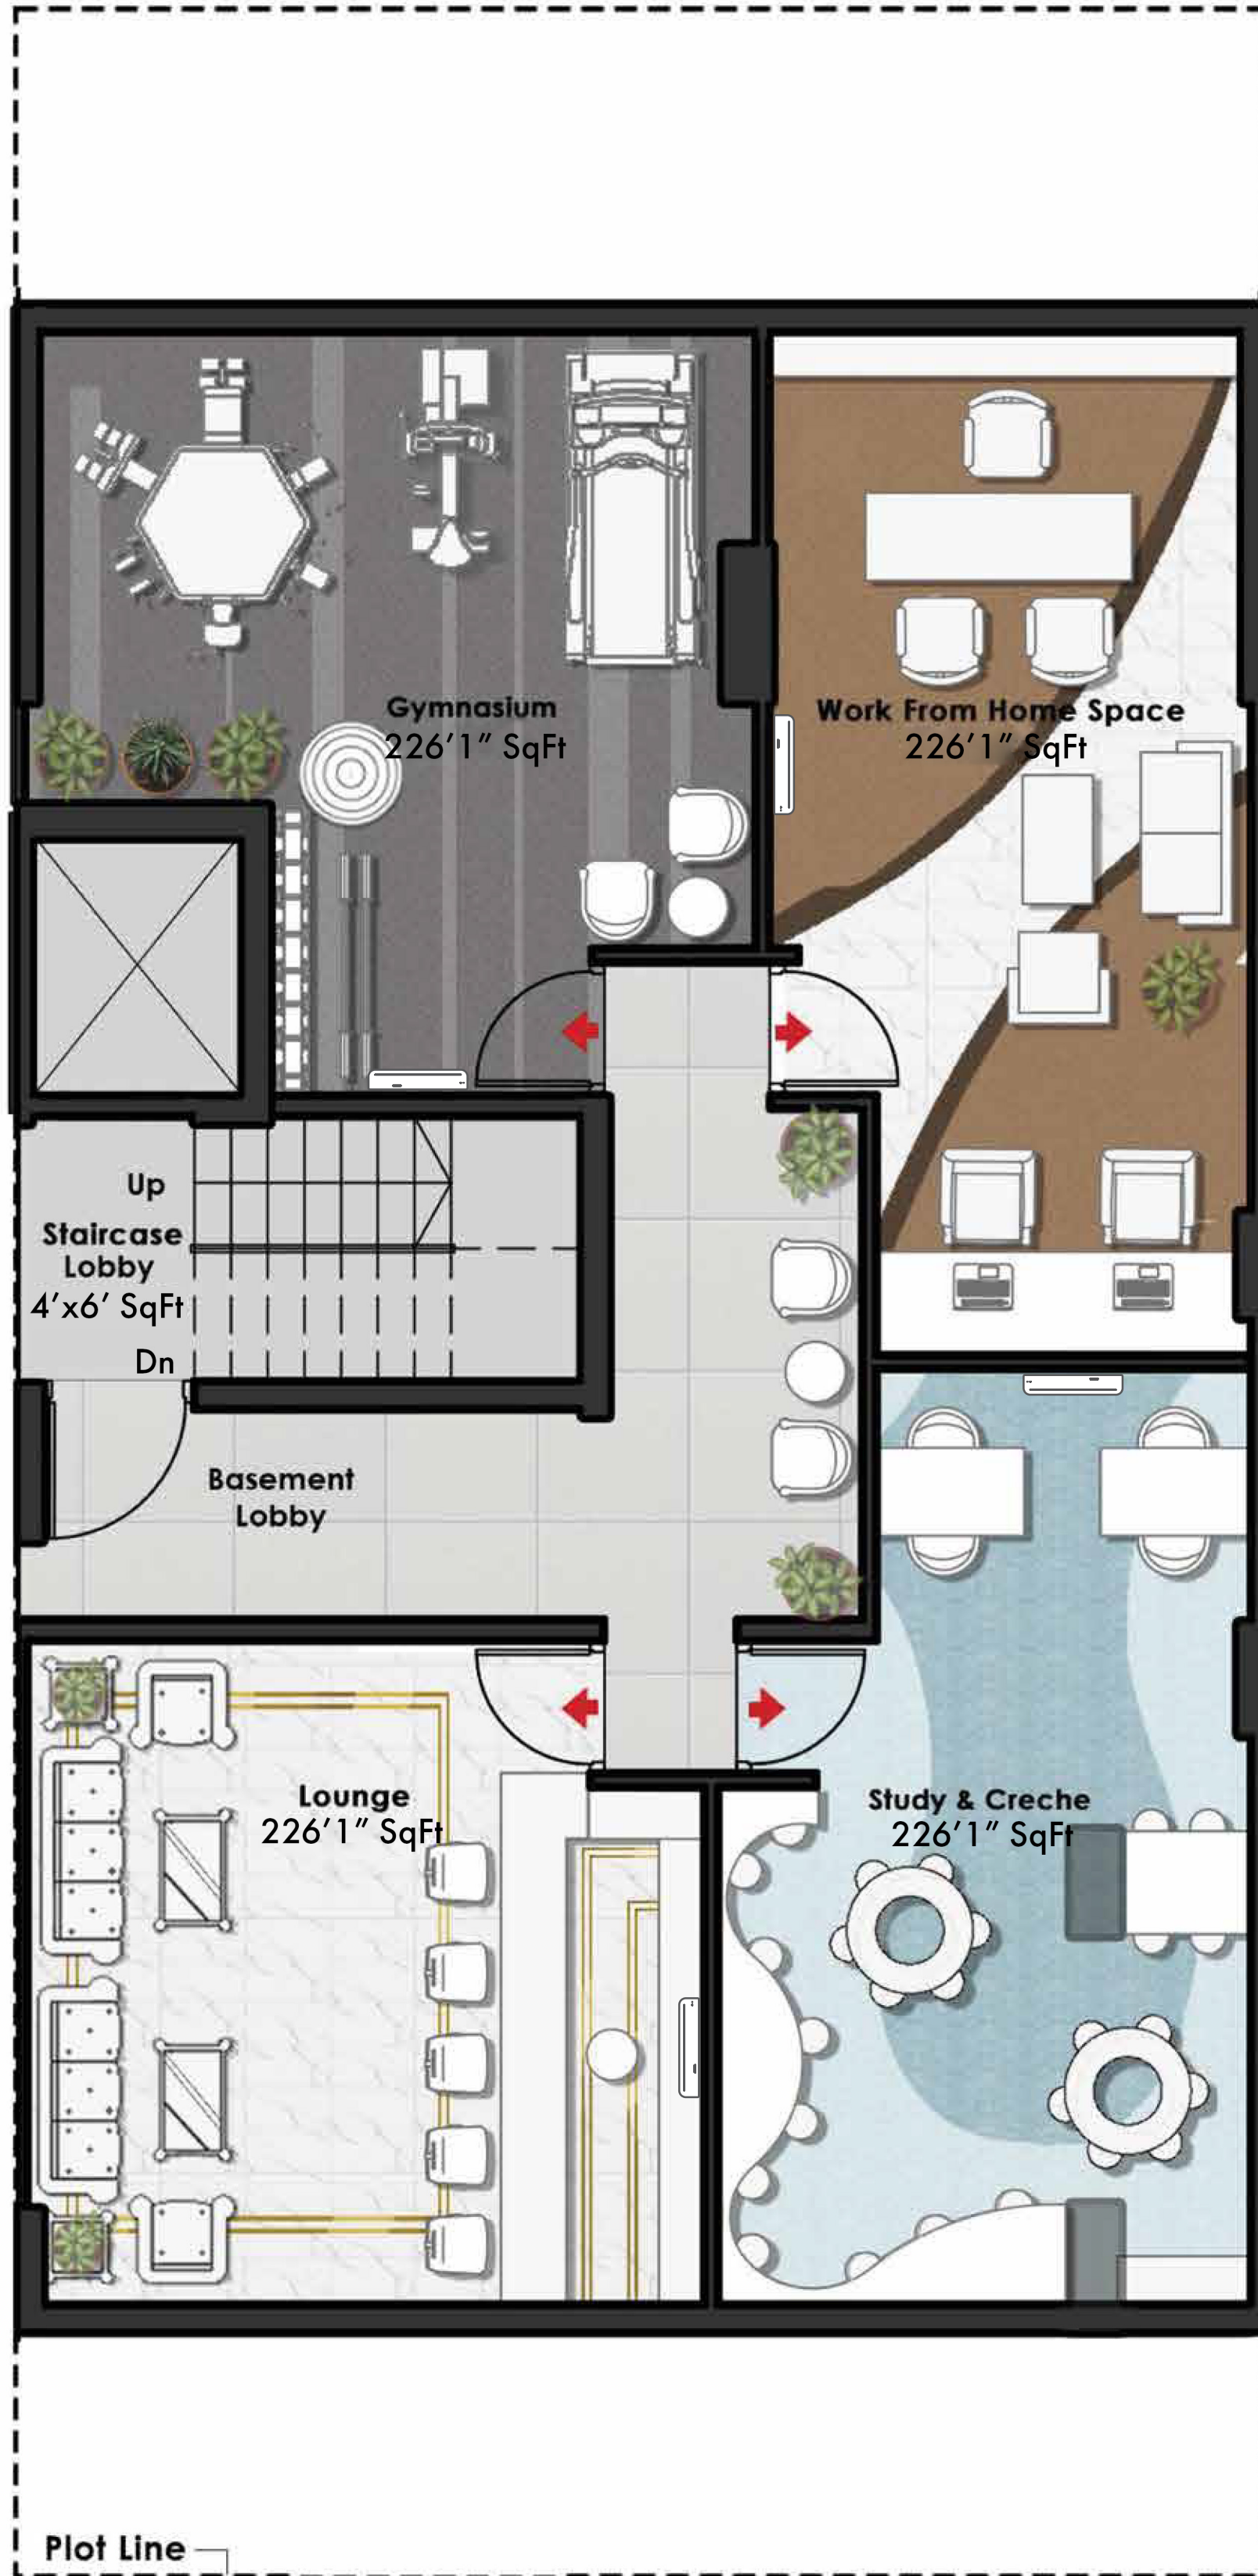 Gymnasium
226'1" SqFt
Work From Home Space
226'1" SqFt
Up
Staircase
Lobby
4'x6' SqFt
Dn
Basement
Lobby
Lounge
226'1" SqFt
Study & Creche
226'1" SqFt
Plot Line